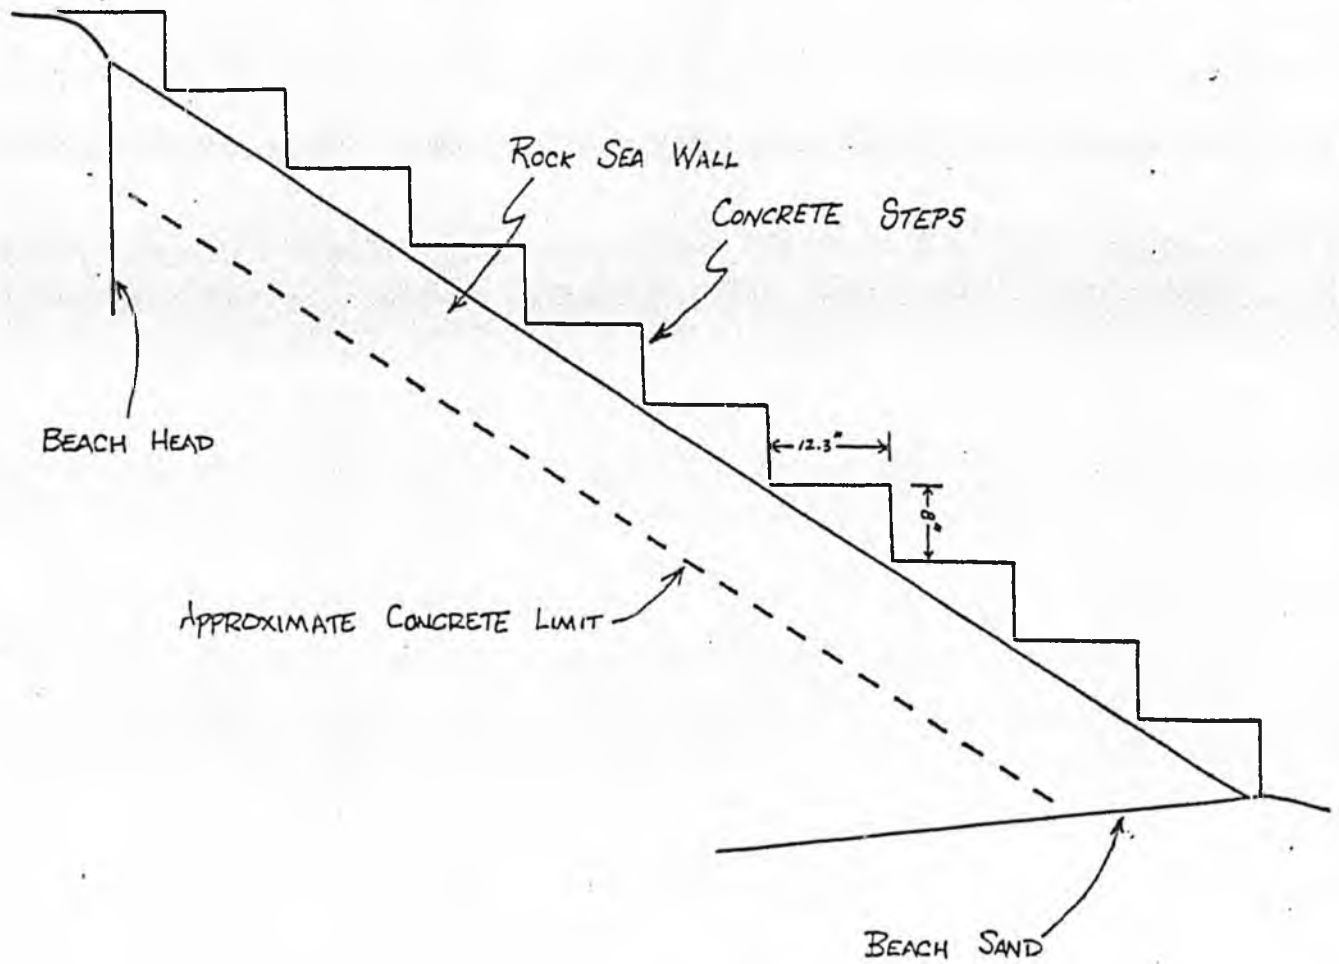 ROCK SEA WALL
CONCRETE STEPS
BEACH HEAD
12.3"
8"
APPROXIMATE CONCRETE LIMIT
BEACH SAND